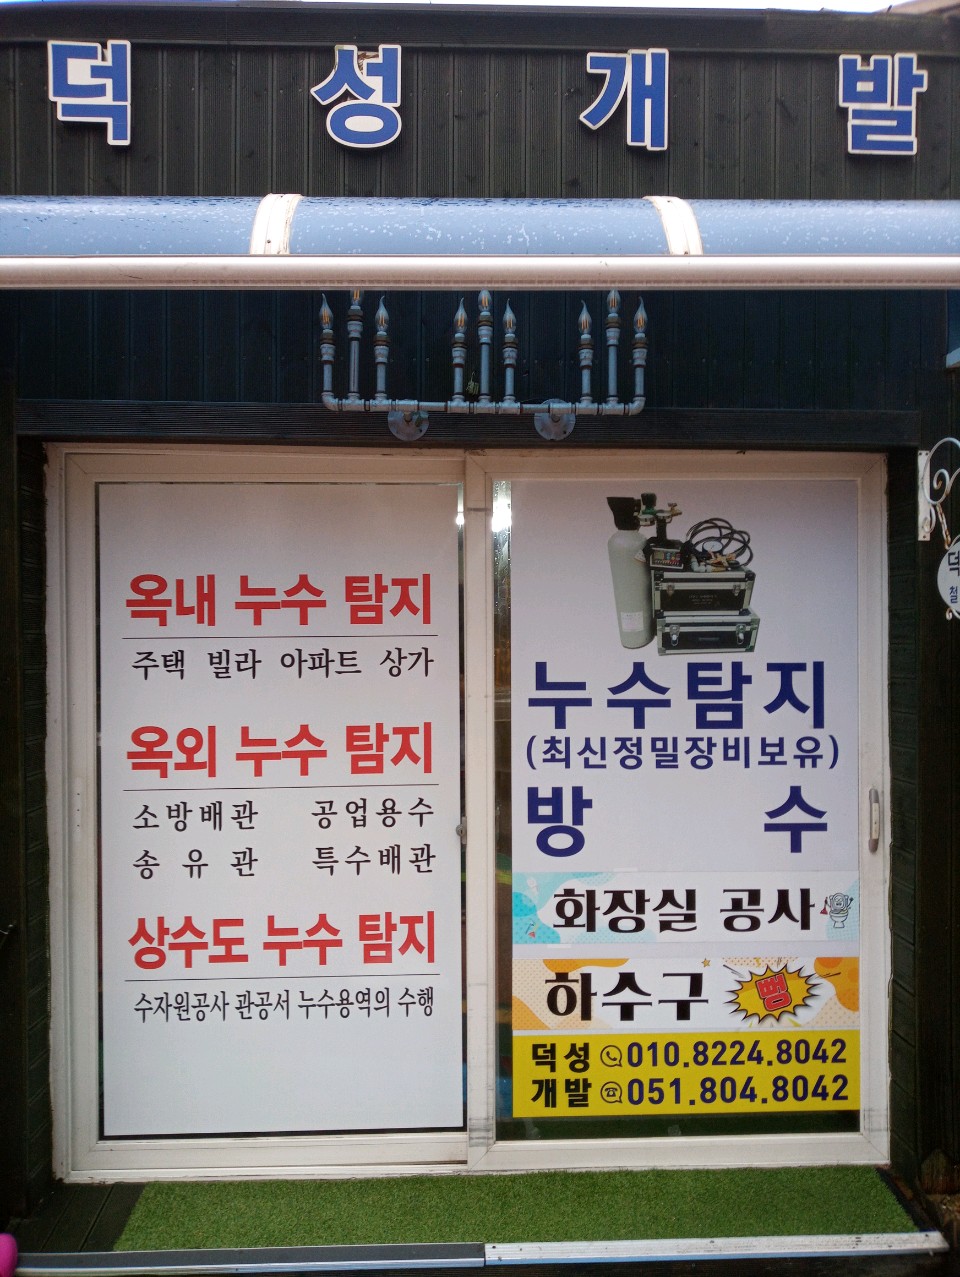 덕성개발
옥내 누수 탐지
주택 빌라 아파트 상가
옥외 누수 탐지
소방배관 공업용수
송유관 특수배관
상수도 누수 탐지
수자원공사 관공서 누수용역의 수행
누수탐지
(최신정밀장비보유)
방수
화장실 공사
하수구 뻥
덕성 010.8224.8042
개발 051.804.8042
덕
철